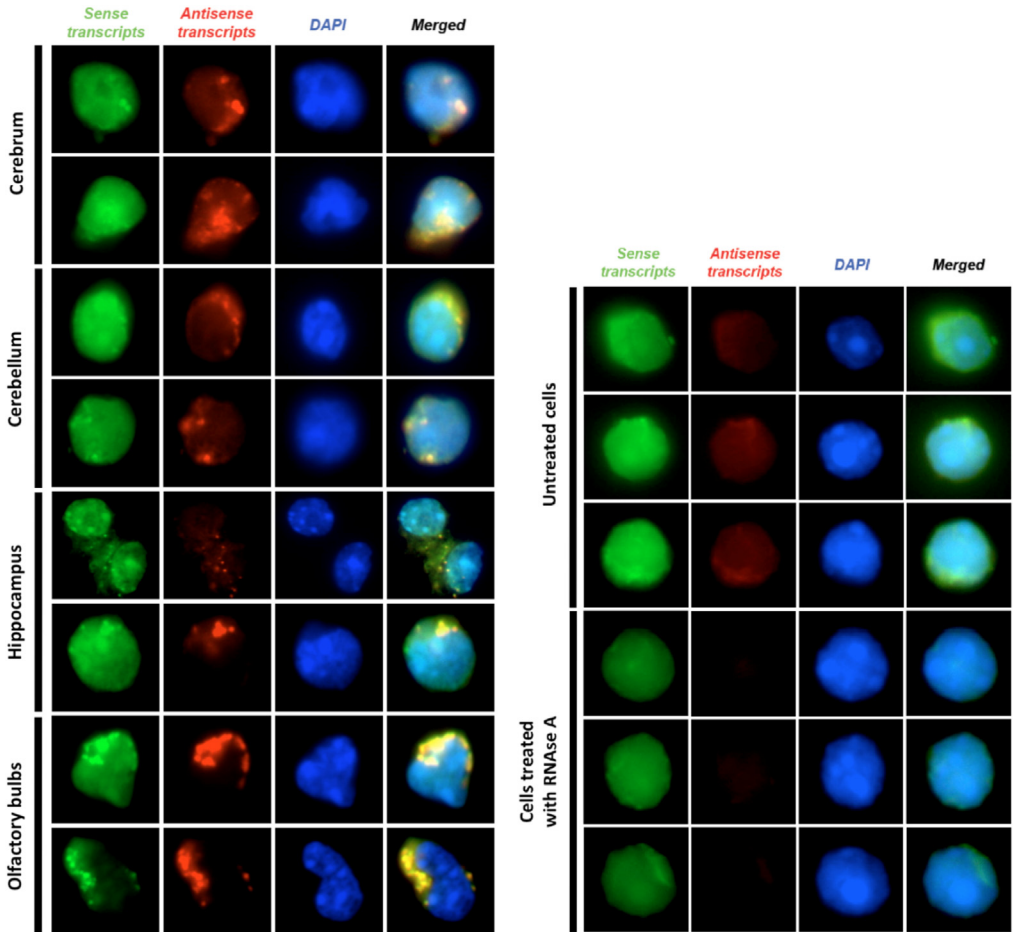 Sense
transcripts
Antisense
transcripts
DAPI
Merged
Cerebrum
Cerebellum
Hippocampus
Olfactory bulbs
Sense
transcripts
Antisense
transcripts
DAPI
Merged
Untreated cells
Cells treated
with RNAse A